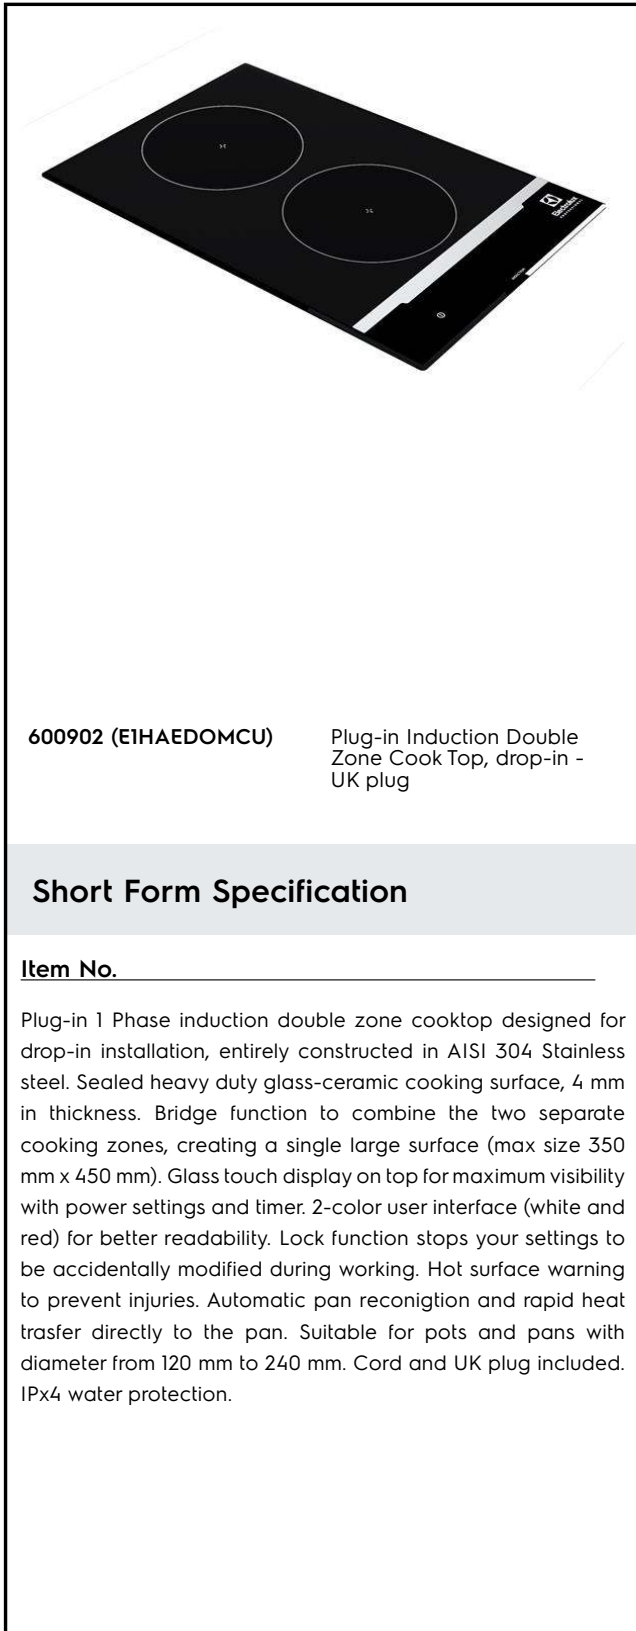 Electrolux
PROFESSIONAL
600902 (E1HAEDOMCU)
Plug-in Induction Double
Zone Cook Top, drop-in -
UK plug
Short Form Specification
Item No.
Plug-in 1 Phase induction double zone cooktop designed for
drop-in installation, entirely constructed in AISI 304 Stainless
steel. Sealed heavy duty glass-ceramic cooking surface, 4 mm
in thickness. Bridge function to combine the two separate
cooking zones, creating a single large surface (max size 350
mm x 450 mm). Glass touch display on top for maximum visibility
with power settings and timer. 2-color user interface (white and
red) for better readability. Lock function stops your settings to
be accidentally modified during working. Hot surface warning
to prevent injuries. Automatic pan reconigtion and rapid heat
trasfer directly to the pan. Suitable for pots and pans with
diameter from 120 mm to 240 mm. Cord and UK plug included.
IPx4 water protection.